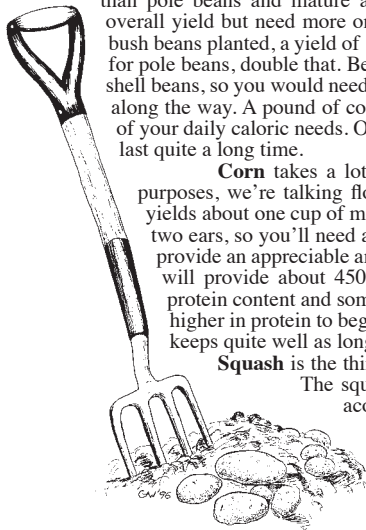 than pole beans and mature a
overall yield but need more o
bush beans planted, a yield of
for pole beans, double that. Be
shell beans, so you would need
along the way. A pound of co
of your daily caloric needs. O
last quite a long time.
Corn takes a lot
purposes, we’re talking flo
yields about one cup of m
two ears, so you’ll need a
provide an appreciable a
will provide about 450
protein content and som
higher in protein to beg
keeps quite well as long
Squash is the thi
The squ
acc
GW '96